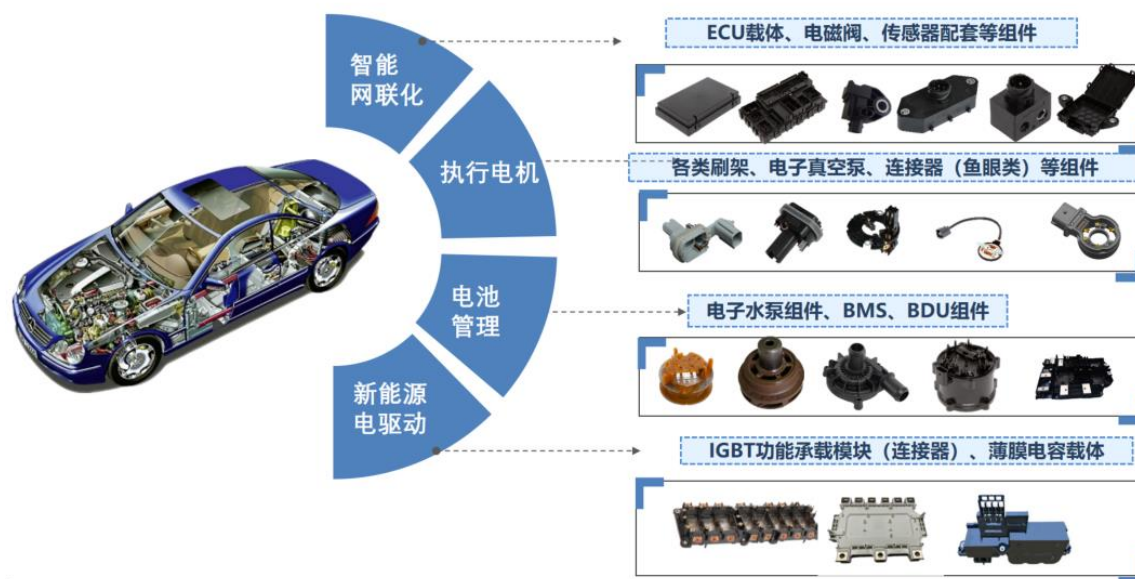 智能
网联化
ECU载体、电磁阀、传感器配套等组件
执行电机
各类刷架、电子真空泵、连接器（鱼眼类）等组件
电池
管理
电子水泵组件、BMS、BDU组件
新能源
电驱动
IGBT功能承载模块（连接器）、薄膜电容载体